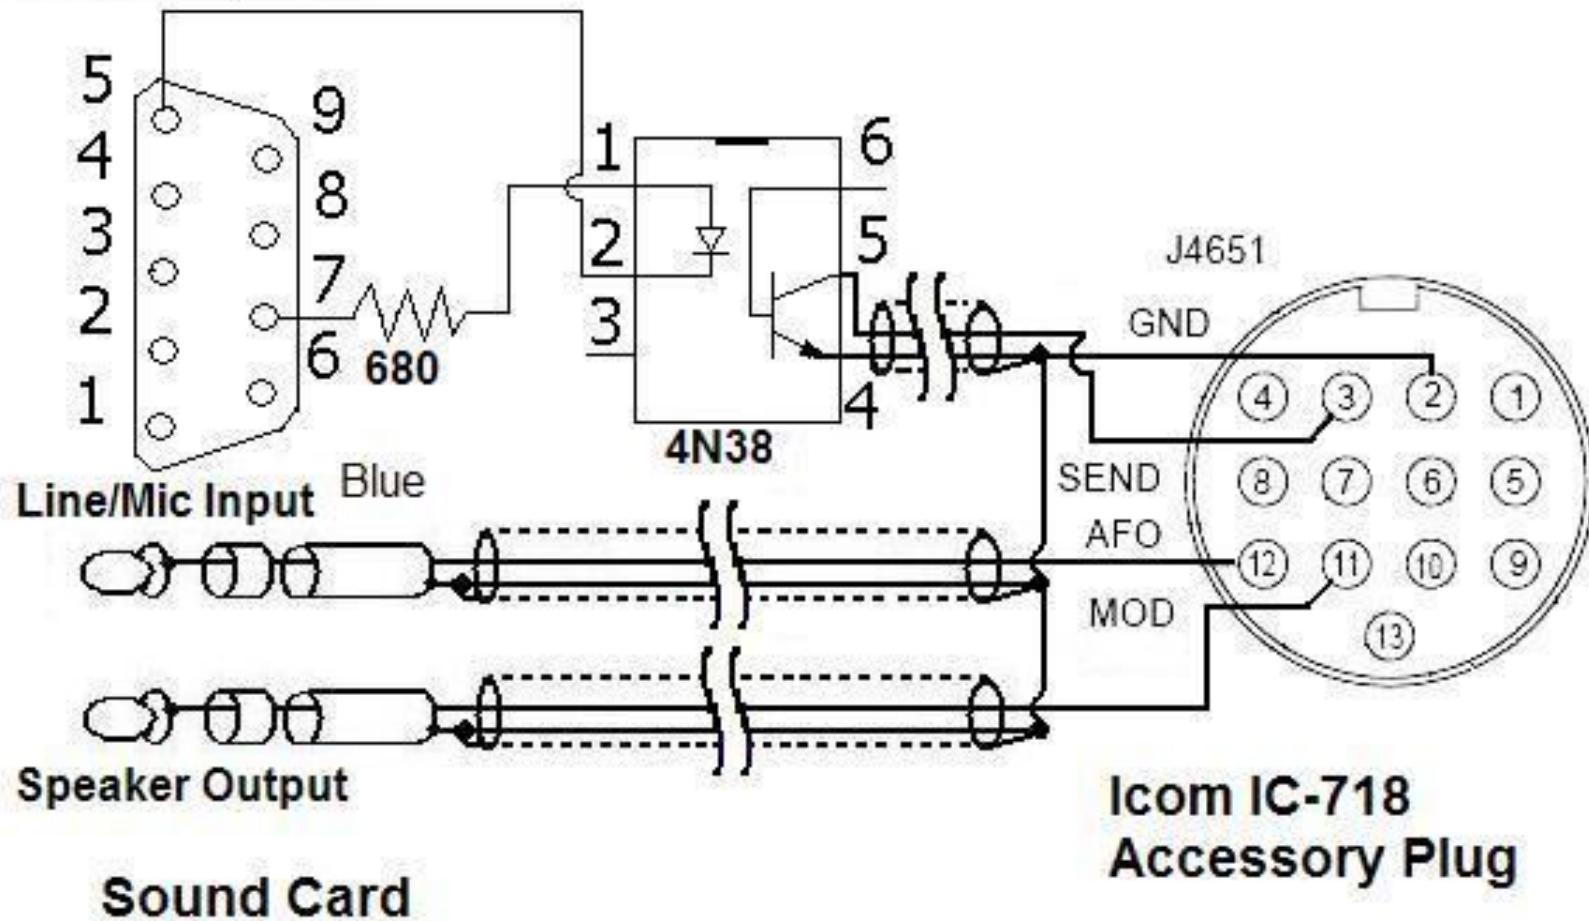 5
9
4
8
3
7
2
6
1
680
1
6
2
5
3
4
4N38
J4651
GND
4 3 2 1
SEND
8 7 6 5
AFO
12 11 10 9
MOD
13
Line/Mic Input Blue
Speaker Output
Sound Card
Icom IC-718
Accessory Plug